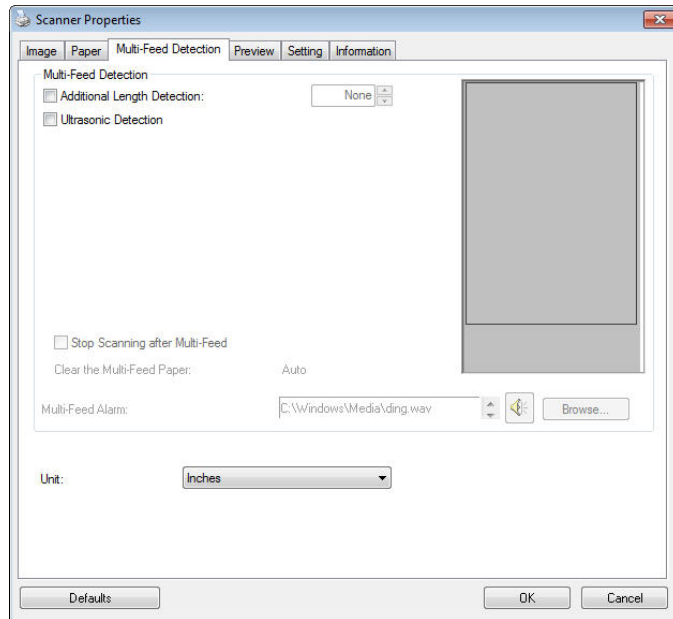 Scanner Properties
Image Paper Multi-Feed Detection Preview Setting Information
Multi-Feed Detection
Additional Length Detection: None
Ultrasonic Detection
Stop Scanning after Multi-Feed
Clear the Multi-Feed Paper: Auto
Multi-Feed Alarm: C:\Windows\Media\ding.wav Browse...
Unit: Inches
Defaults OK Cancel